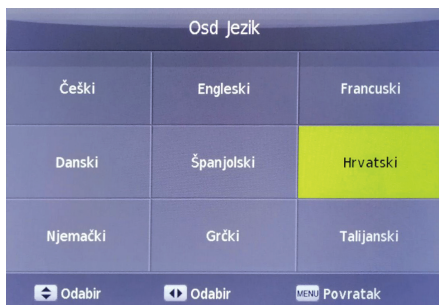 Osd Jezik
Češki Engleski Francuski
Danski Španjolski Hrvatski
Njemački Grčki Talijanski
Odabir Odabir MENU Povratak